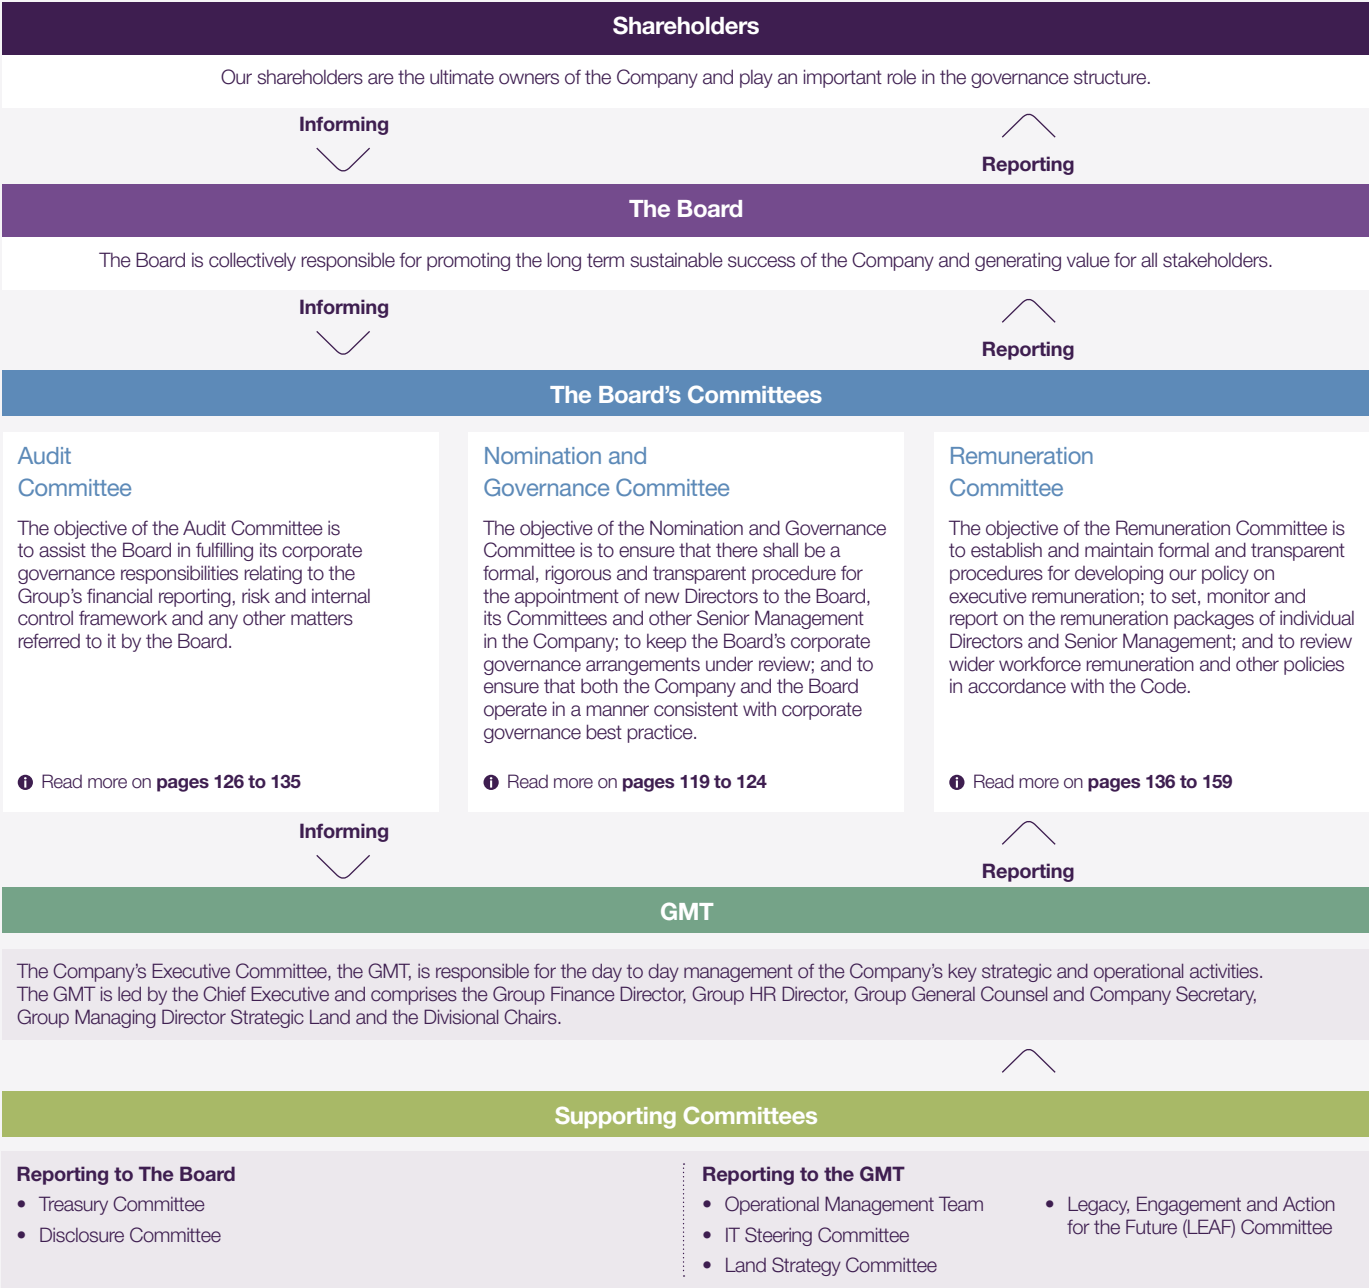 Shareholders
Our shareholders are the ultimate owners of the Company and play an important role in the governance structure.
Informing
Reporting
The Board
The Board is collectively responsible for promoting the long term sustainable success of the Company and generating value for all stakeholders.
Informing
Reporting
The Board’s Committees
Audit
Committee
The objective of the Audit Committee is
to assist the Board in fulfilling its corporate
governance responsibilities relating to the
Group’s financial reporting, risk and internal
control framework and any other matters
referred to it by the Board.
Read more on pages 126 to 135
Nomination and
Governance Committee
The objective of the Nomination and Governance
Committee is to ensure that there shall be a
formal, rigorous and transparent procedure for
the appointment of new Directors to the Board,
its Committees and other Senior Management
in the Company; to keep the Board’s corporate
governance arrangements under review; and to
ensure that both the Company and the Board
operate in a manner consistent with corporate
governance best practice.
Read more on pages 119 to 124
Remuneration
Committee
The objective of the Remuneration Committee is
to establish and maintain formal and transparent
procedures for developing our policy on
executive remuneration; to set, monitor and
report on the remuneration packages of individual
Directors and Senior Management; and to review
wider workforce remuneration and other policies
in accordance with the Code.
Read more on pages 136 to 159
Informing
Reporting
GMT
The Company’s Executive Committee, the GMT, is responsible for the day to day management of the Company’s key strategic and operational activities.
The GMT is led by the Chief Executive and comprises the Group Finance Director, Group HR Director, Group General Counsel and Company Secretary,
Group Managing Director Strategic Land and the Divisional Chairs.
Supporting Committees
Reporting to The Board
• Treasury Committee
• Disclosure Committee
Reporting to the GMT
• Operational Management Team
• IT Steering Committee
• Land Strategy Committee
• Legacy, Engagement and Action
for the Future (LEAF) Committee